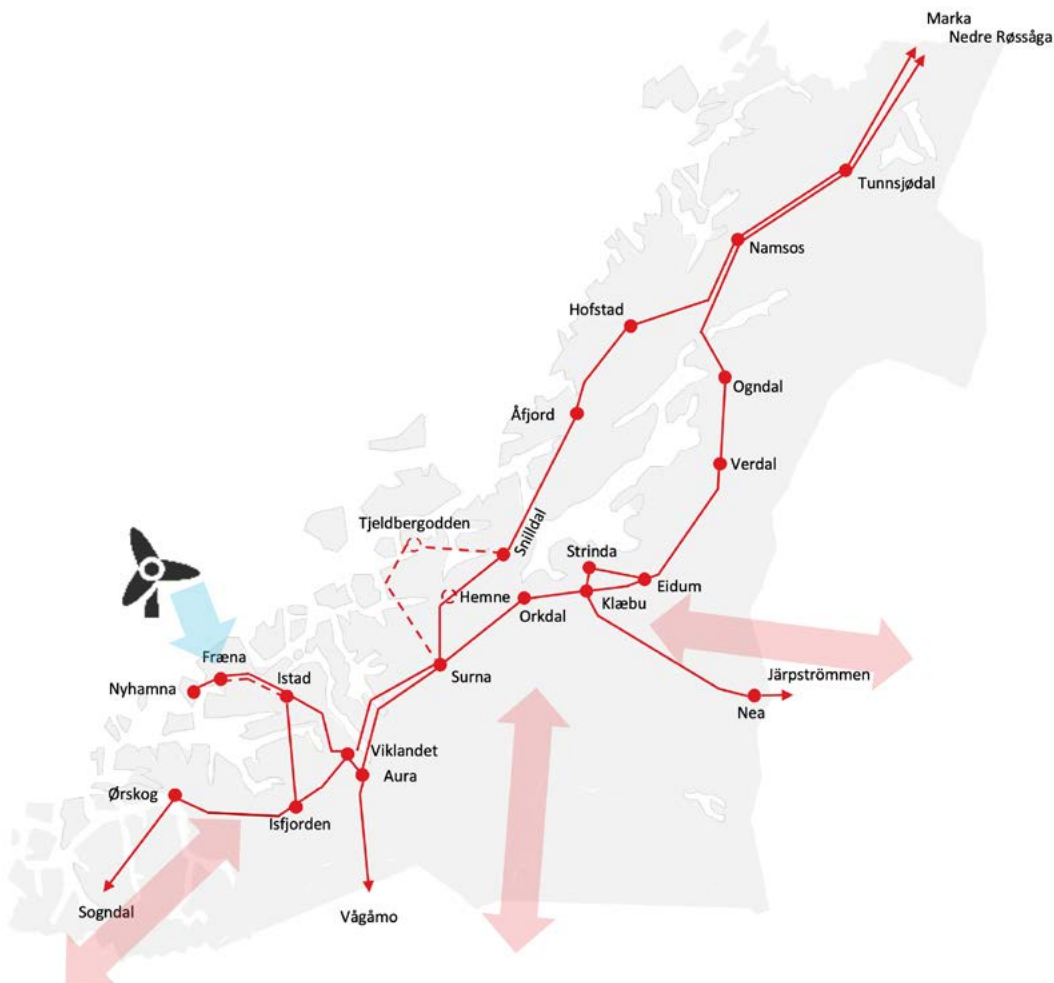 Marka
Nedre Røssåga
Tunnsjødal
Namsos
Hofstad
Ogndal
Åfjord
Verdal
Tjeldbergodden
Snilldal
Strinda
Eidum
Hemne
Klæbu
Orkdal
Fræna
Istad
Surna
Järpströmmen
Nyhamna
Nea
Viklandet
Aura
Ørskog
Isfjorden
Sogndal
Vågåmo